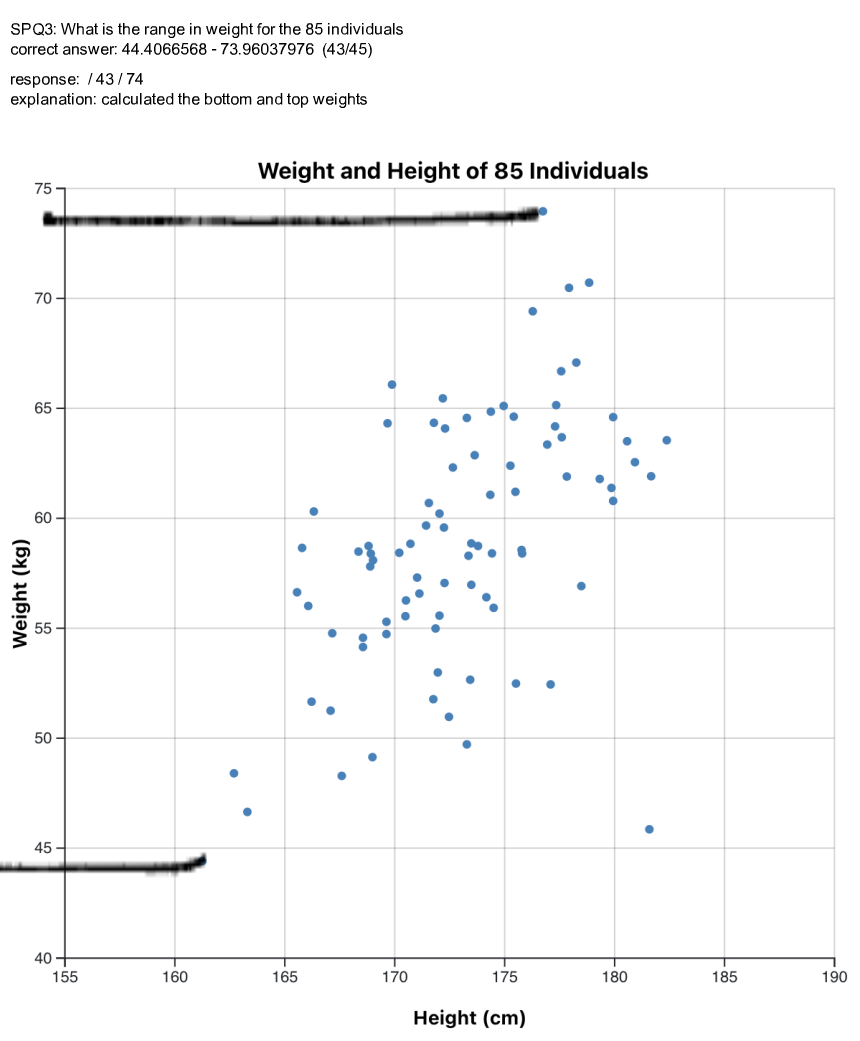 SPQ3: What is the range in weight for the 85 individuals
correct answer: 44.4066568 - 73.96037976  (43/45)
response:  / 43 / 74
explanation: calculated the bottom and top weights
Weight and Height of 85 Individuals
75
70
65
60
55
50
45
40
Weight (kg)
155 160 165 170 175 180 185 190
Height (cm)